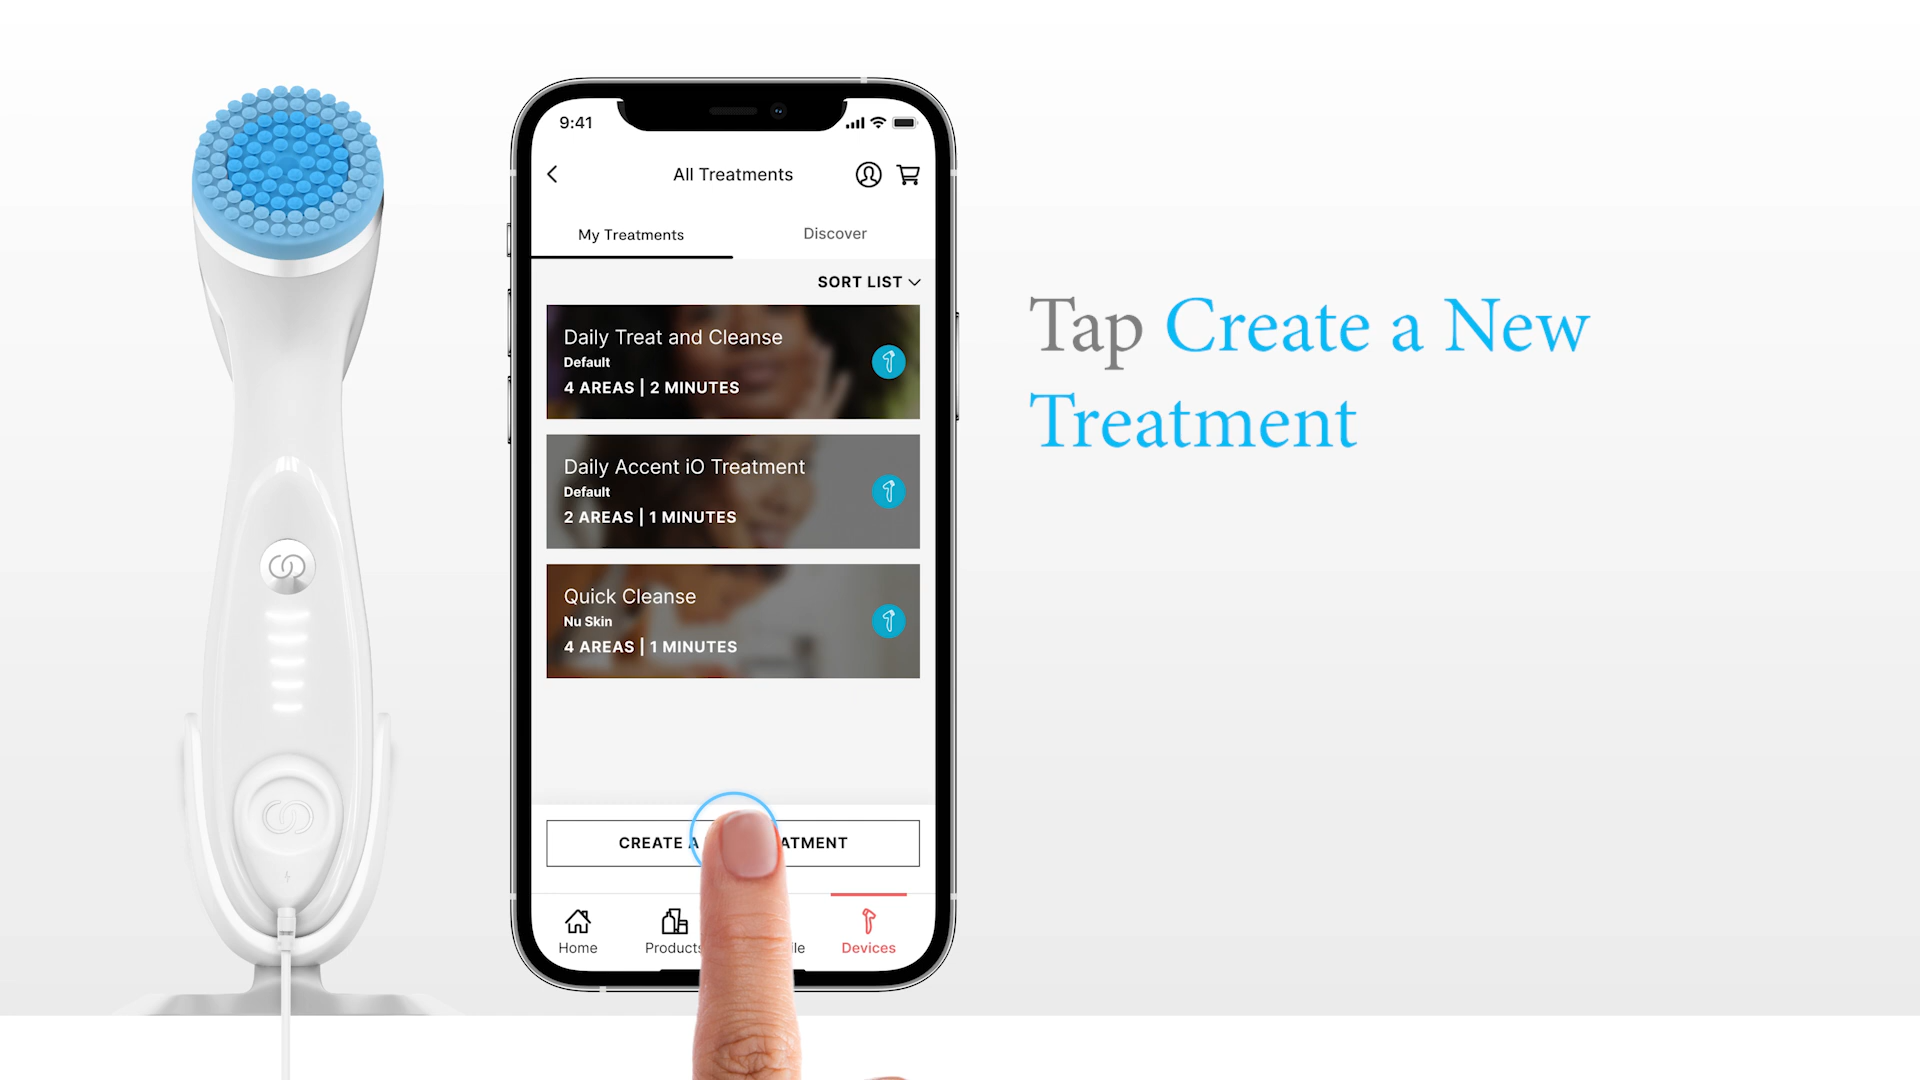 9:41
All Treatments
My Treatments
Discover
SORT LIST
Daily Treat and Cleanse
Default
4 AREAS | 2 MINUTES
Daily Accent iO Treatment
Default
2 AREAS | 1 MINUTES
Quick Cleanse
Nu Skin
4 AREAS | 1 MINUTES
CREATE A
Home
Products
Devices
Tap Create a New
Treatment